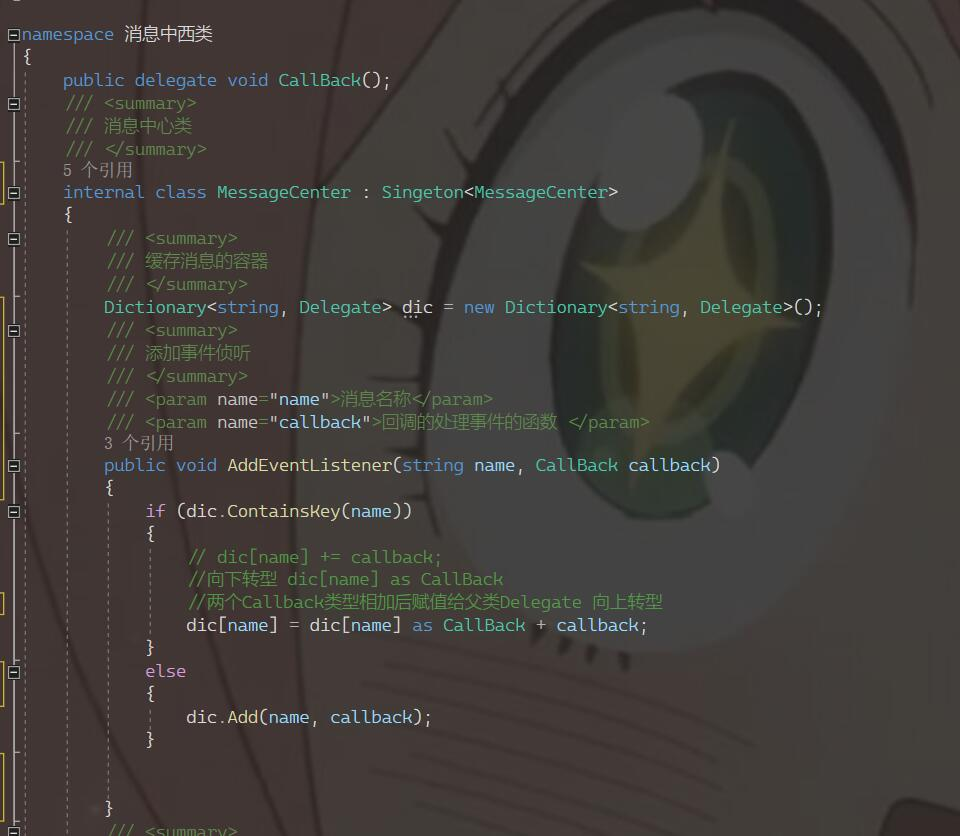 namespace 消息中西类
{
public delegate void CallBack();
/// <summary>
/// 消息中心类
/// </summary>
5 个引用
internal class MessageCenter : Singeton<MessageCenter>
{
/// <summary>
/// 缓存消息的容器
/// </summary>
Dictionary<string, Delegate> dic = new Dictionary<string, Delegate>();
/// <summary>
/// 添加事件侦听
/// </summary>
/// <param name="name">消息名称</param>
/// <param name="callback">回调的处理事件的函数 </param>
3 个引用
public void AddEventListener(string name, CallBack callback)
{
if (dic.ContainsKey(name))
{
// dic[name] += callback;
//向下转型 dic[name] as CallBack
//两个Callback类型相加后赋值给父类Delegate 向上转型
dic[name] = dic[name] as CallBack + callback;
}
else
{
dic.Add(name, callback);
}
}
/// <summary>